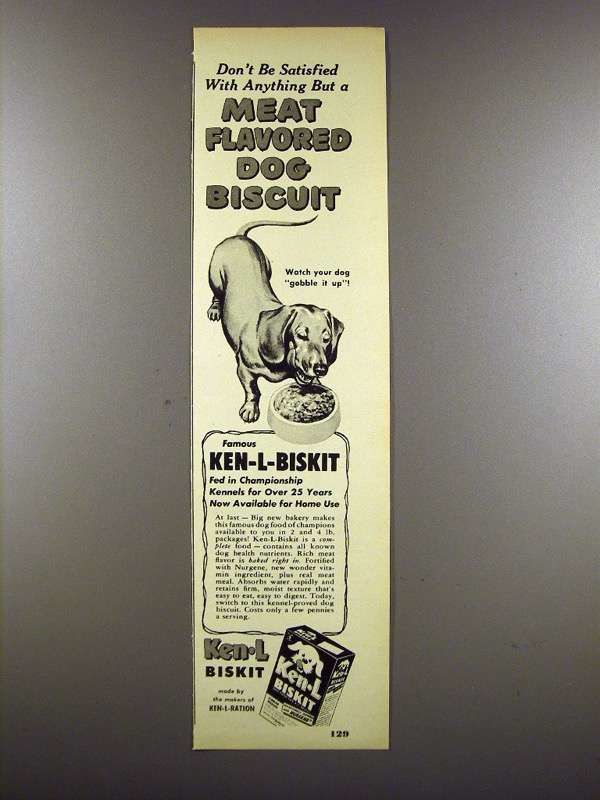 Don't Be Satisfied
With Anything But a
MEAT
FLAVORED
DOG
BISCUIT
Watch your dog
"gobble it up"!
Famous
KEN-L-BISKIT
Fed in Championship
Kennels for Over 25 Years
Now Available for Home Use
At last — Big new bakery makes
this famous dog food of champions
available to you in 2 and 4 lb.
packages! Ken-L-Biskit is a com-
plete food — contains all known
dog health nutrients. Rich meat
flavor is baked right in. Fortified
with Nurgene, new wonder vita-
min ingredient, plus real meat
meal. Absorbs water rapidly and
retains firm, moist texture that's
easy to eat, easy to digest. Today,
switch to this kennel-proved dog
biscuit. Costs only a few pennies
a serving.
Ken-L
BISKIT
made by
the makers of
KEN-L-RATION
Ken-L
BISKIT
Ken-L
BISKIT
129